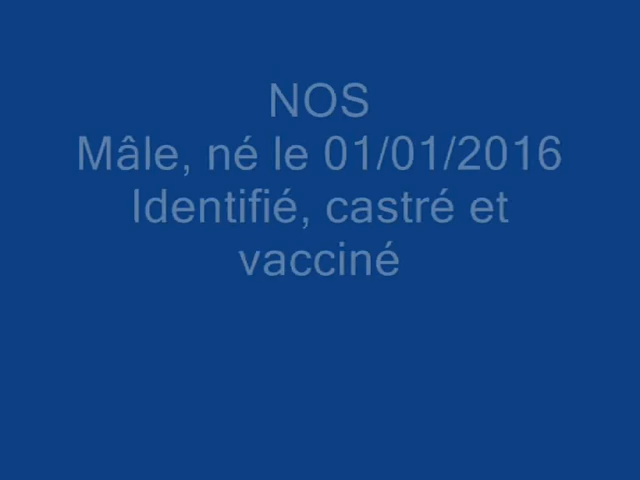 NOS
Mâle, né le 01/01/2016
Identifié, castré et
vacciné